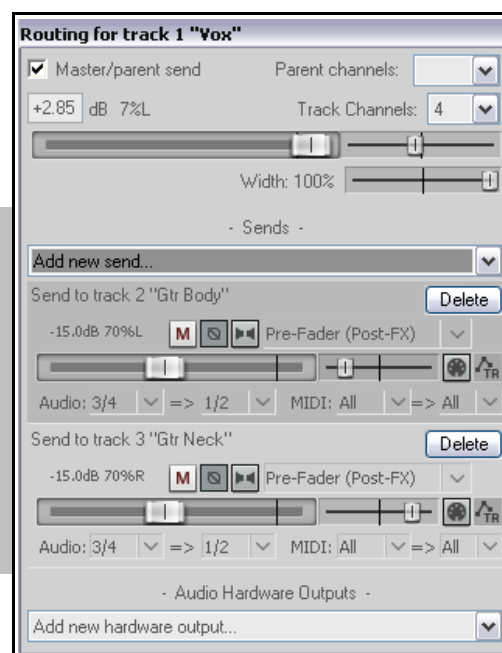 Routing for track 1 "Vox"
Master/parent send Parent channels:
+2.85 dB 7%L Track Channels: 4
Width: 100%
- Sends -
Add new send...
Send to track 2 "Gtr Body" Delete
-15.0dB 70%L M Pre-Fader (Post-FX)
TR
Audio: 3/4 => 1/2 MIDI: All => All
Send to track 3 "Gtr Neck" Delete
-15.0dB 70%R M Pre-Fader (Post-FX)
TR
Audio: 3/4 => 1/2 MIDI: All => All
- Audio Hardware Outputs -
Add new hardware output...